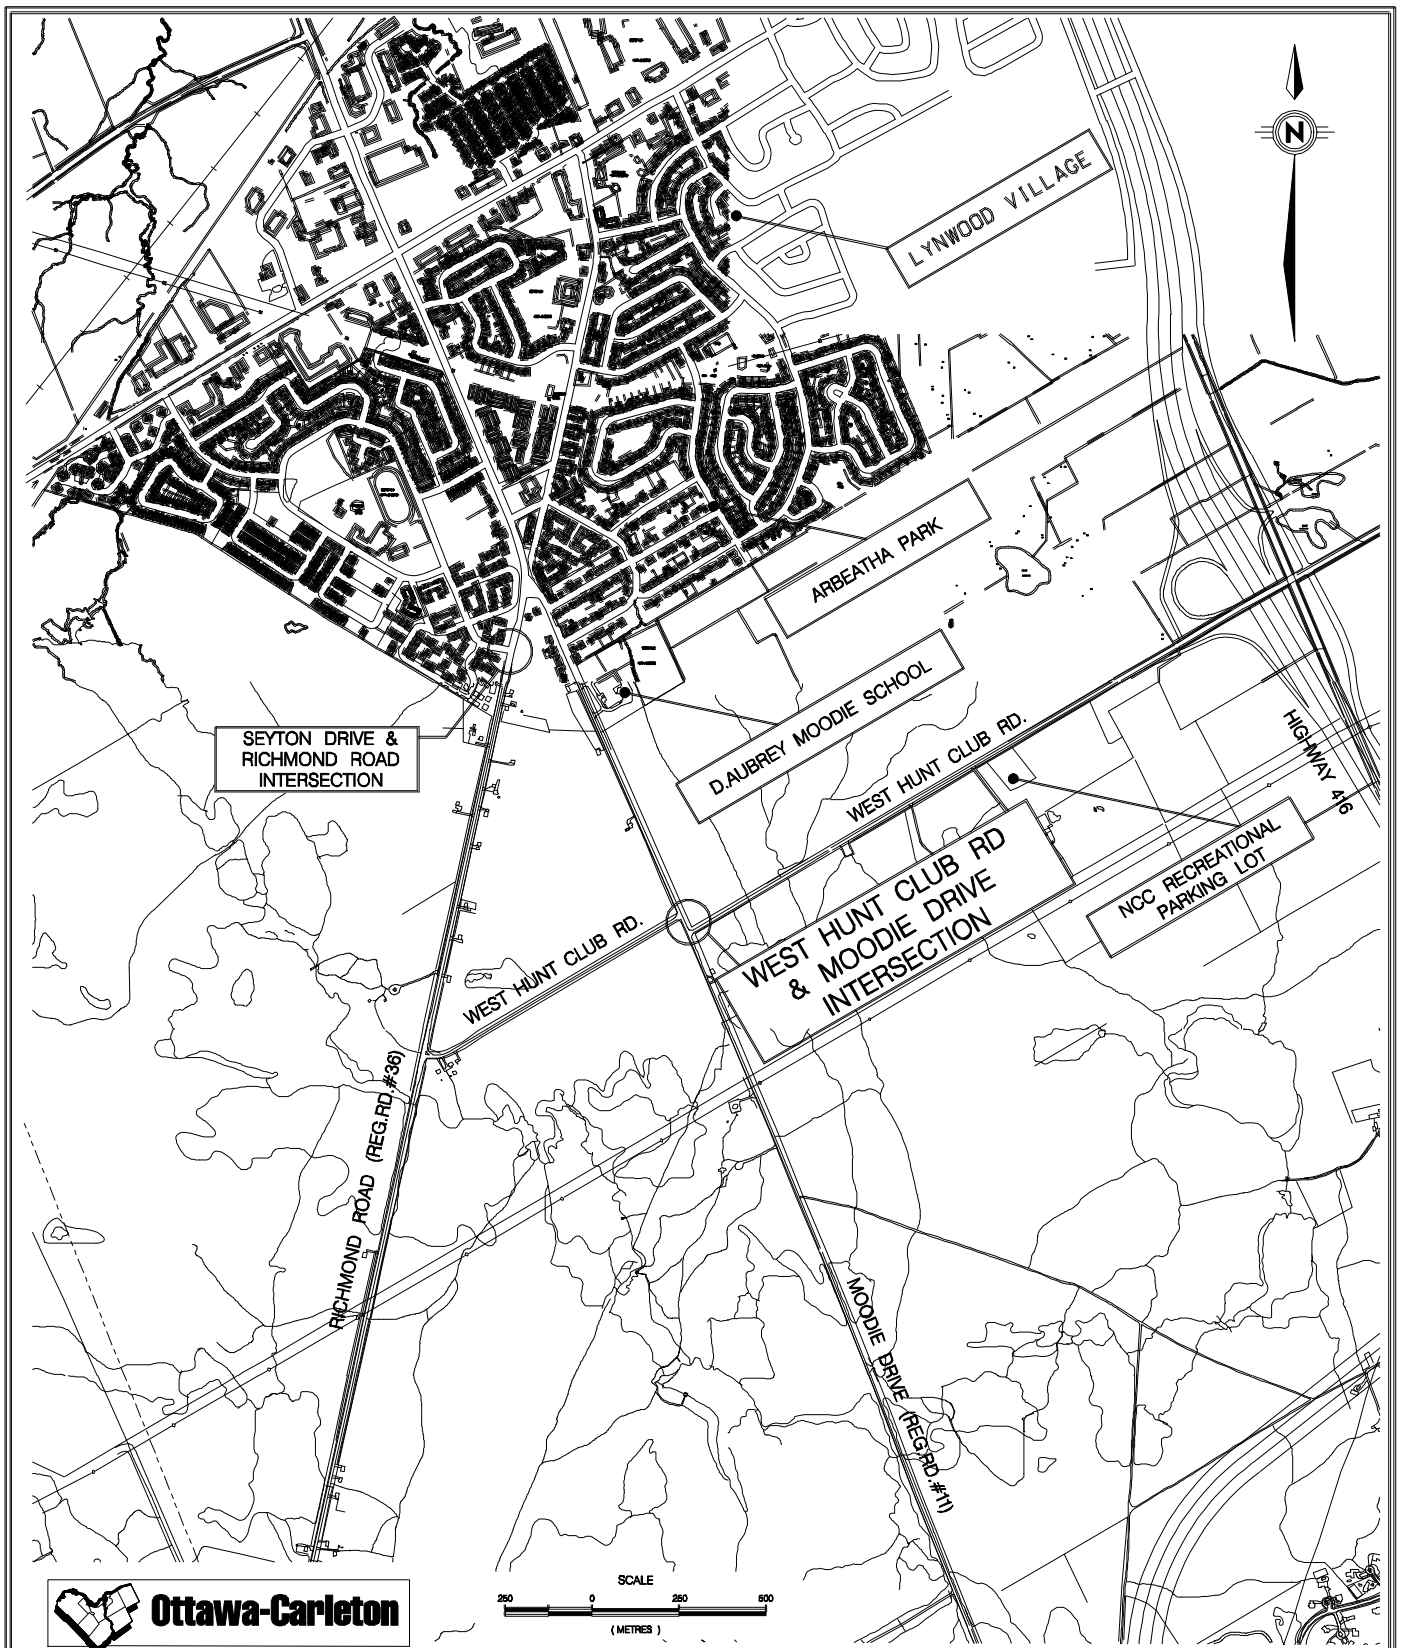 N
LYNWOOD VILLAGE
ARBEATHA PARK
D.AUBREY MOODIE SCHOOL
SEYTON DRIVE &
RICHMOND ROAD
INTERSECTION
WEST HUNT CLUB RD.
HIGHWAY 416
NCC RECREATIONAL
PARKING LOT
WEST HUNT CLUB RD
& MOODIE DRIVE
INTERSECTION
WEST HUNT CLUB RD.
RICHMOND ROAD (REG.RD.#36)
MOODIE DRIVE (REG.RD.#11)
Ottawa-Carleton
SCALE
250 0 250 500
( METRES )